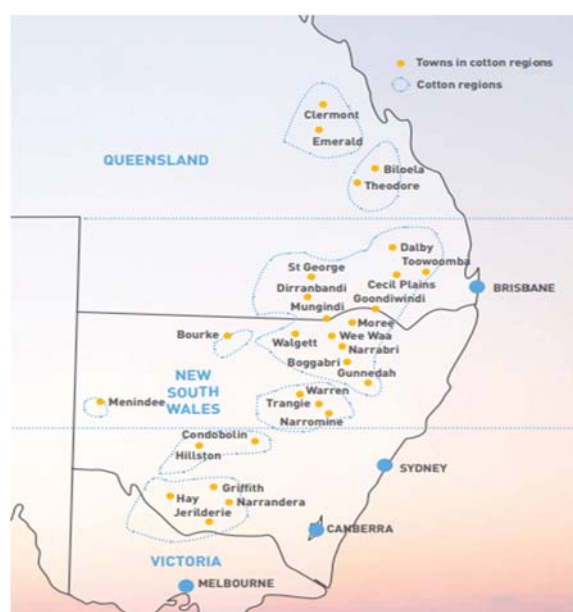 Towns in cotton regions
Cotton regions
Clermont
Emerald
QUEENSLAND
Biloela
Theodore
Dalby
Toowoomba
St George
Cecil Plains
Dirranbandi
BRISBANE
Goondiwindi
Mungindi
Moree
Bourke
Wee Waa
Walgett
Narrabri
Boggabri
Gunnedah
NEW
SOUTH
WALES
Menindee
Warren
Trangie
Narromine
Condobolin
Hillston
SYDNEY
Griffith
Hay
Narrandera
Jerilderie
CANBERRA
VICTORIA
MELBOURNE